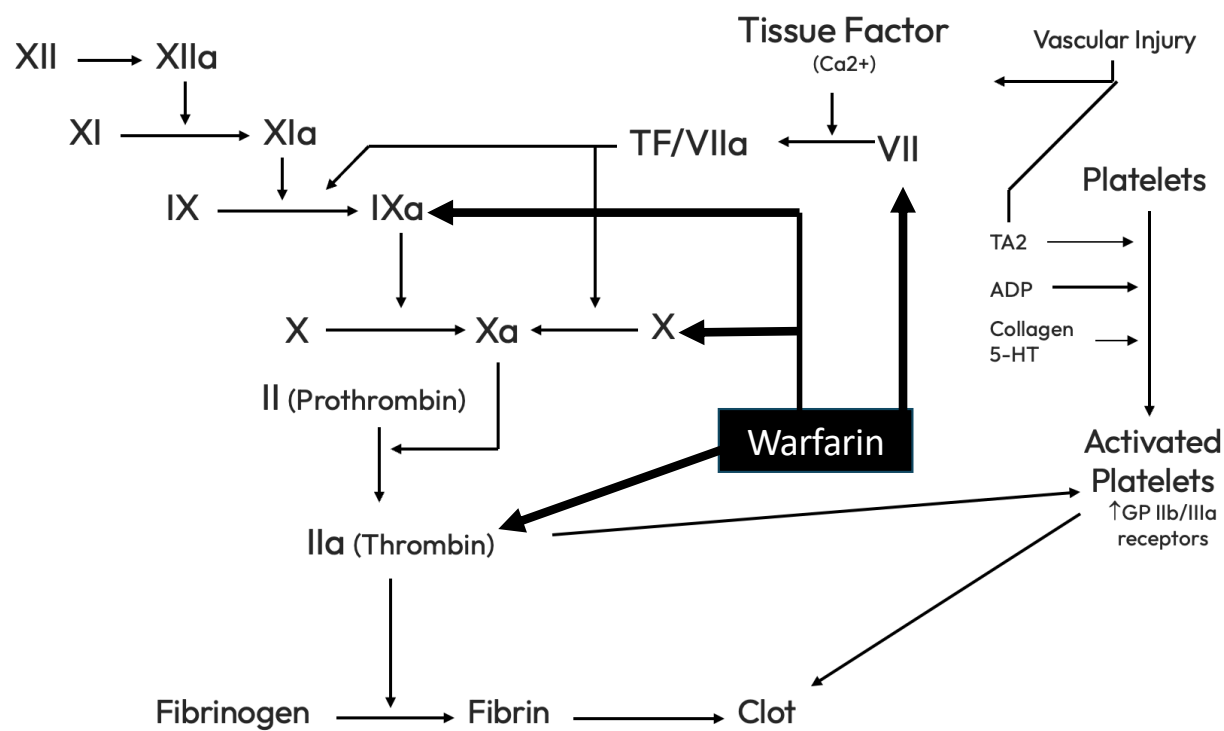 Tissue Factor
(Ca2+)
Vascular Injury
XII
XIIa
XI
XIa
TF/VIIa
VII
Platelets
IX
IXa
TA2
ADP
Collagen
5-HT
X
Xa
X
II (Prothrombin)
Warfarin
Activated
Platelets
↑GP IIb/IIIa
receptors
IIa (Thrombin)
Fibrinogen
Fibrin
Clot